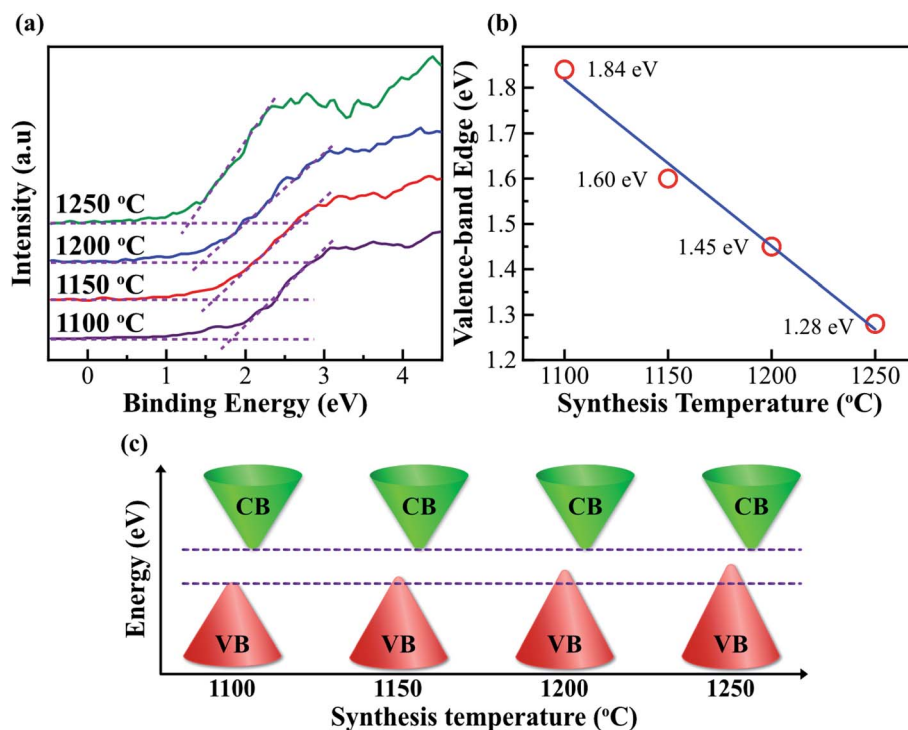 (a)
Intensity (a.u)
1250 °C
1200 °C
1150 °C
1100 °C
0 1 2 3 4
Binding Energy (eV)
(b)
Valence-band Edge (eV)
1.8
1.7
1.6
1.5
1.4
1.3
1.2
1.84 eV
1.60 eV
1.45 eV
1.28 eV
1100 1150 1200 1250
Synthesis Temperature (°C)
(c)
Energy (eV)
CB CB CB CB
VB VB VB VB
1100 1150 1200 1250
Synthesis temperature (°C)